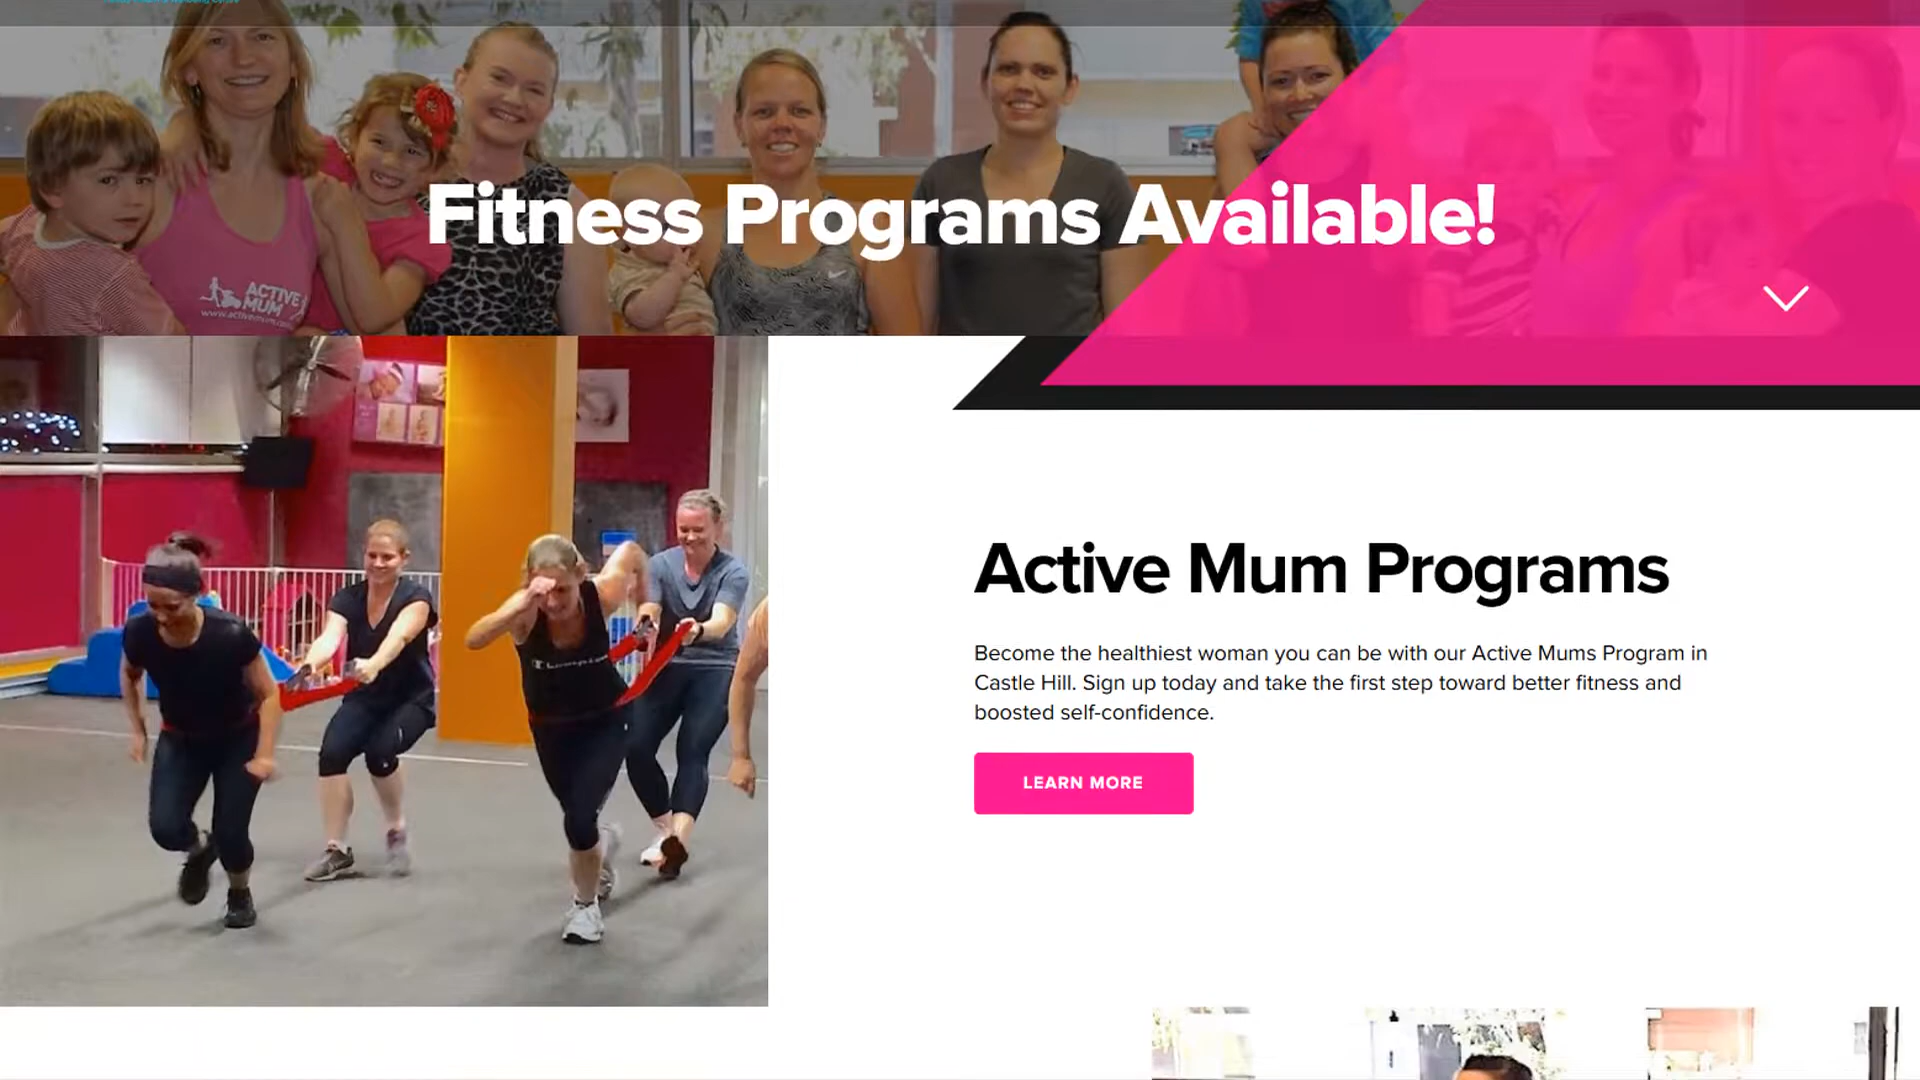 Fitness Programs Available!
ACTIVE
MUM
Active Mum Programs
Become the healthiest woman you can be with our Active Mums Program in
Castle Hill. Sign up today and take the first step toward better fitness and
boosted self-confidence.
LEARN MORE